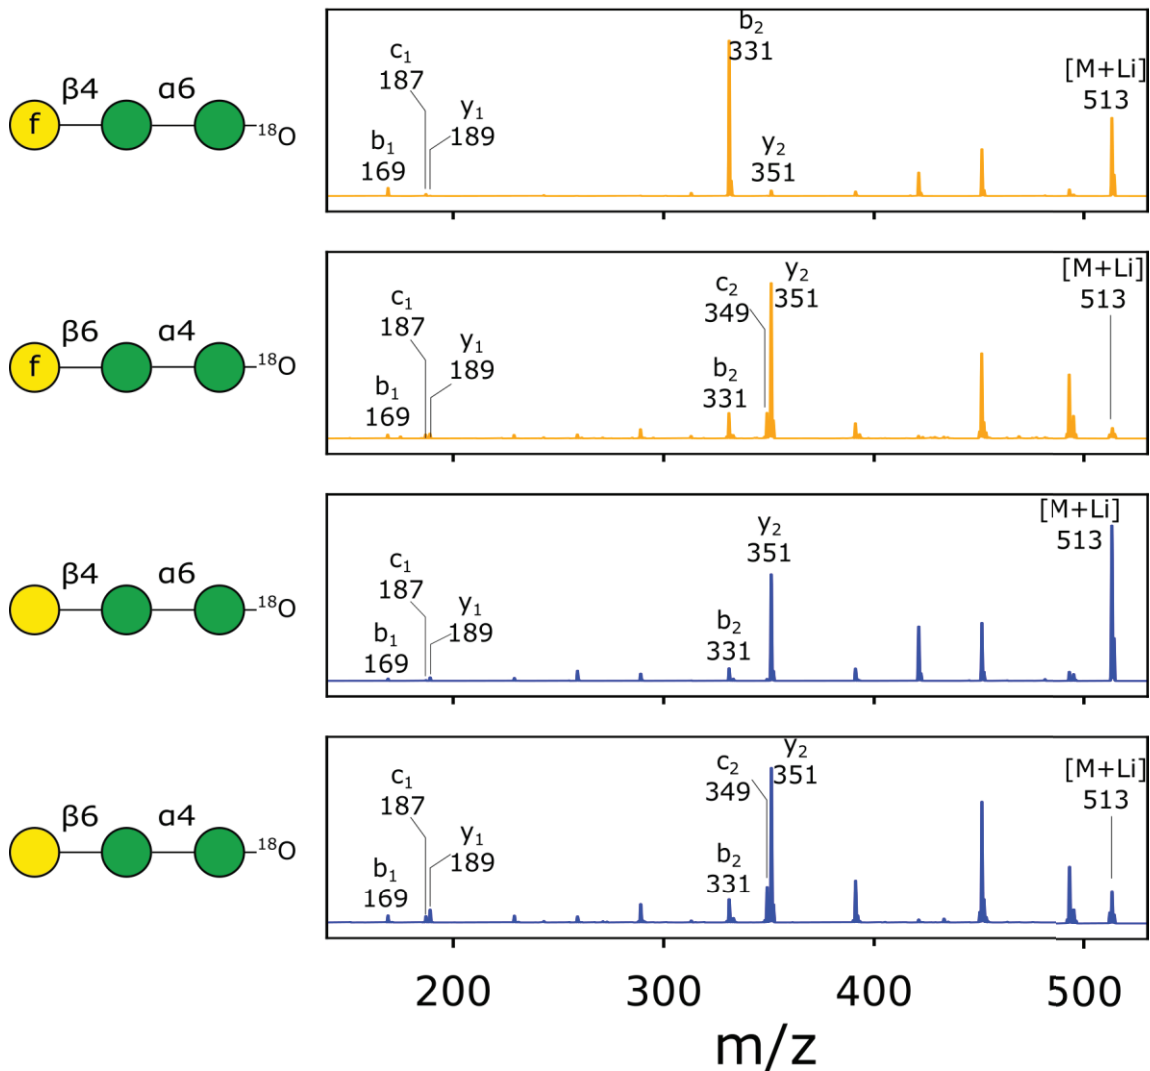 f β4 α6 ¹⁸O
b₁
169
c₁
187
y₁
189
b₂
331
y₂
351
[M+Li]
513
f β6 α4 ¹⁸O
b₁
169
c₁
187
y₁
189
b₂
331
c₂
349
y₂
351
[M+Li]
513
β4 α6 ¹⁸O
b₁
169
c₁
187
y₁
189
b₂
331
y₂
351
[M+Li]
513
β6 α4 ¹⁸O
b₁
169
c₁
187
y₁
189
b₂
331
c₂
349
y₂
351
[M+Li]
513
200 300 400 500
m/z